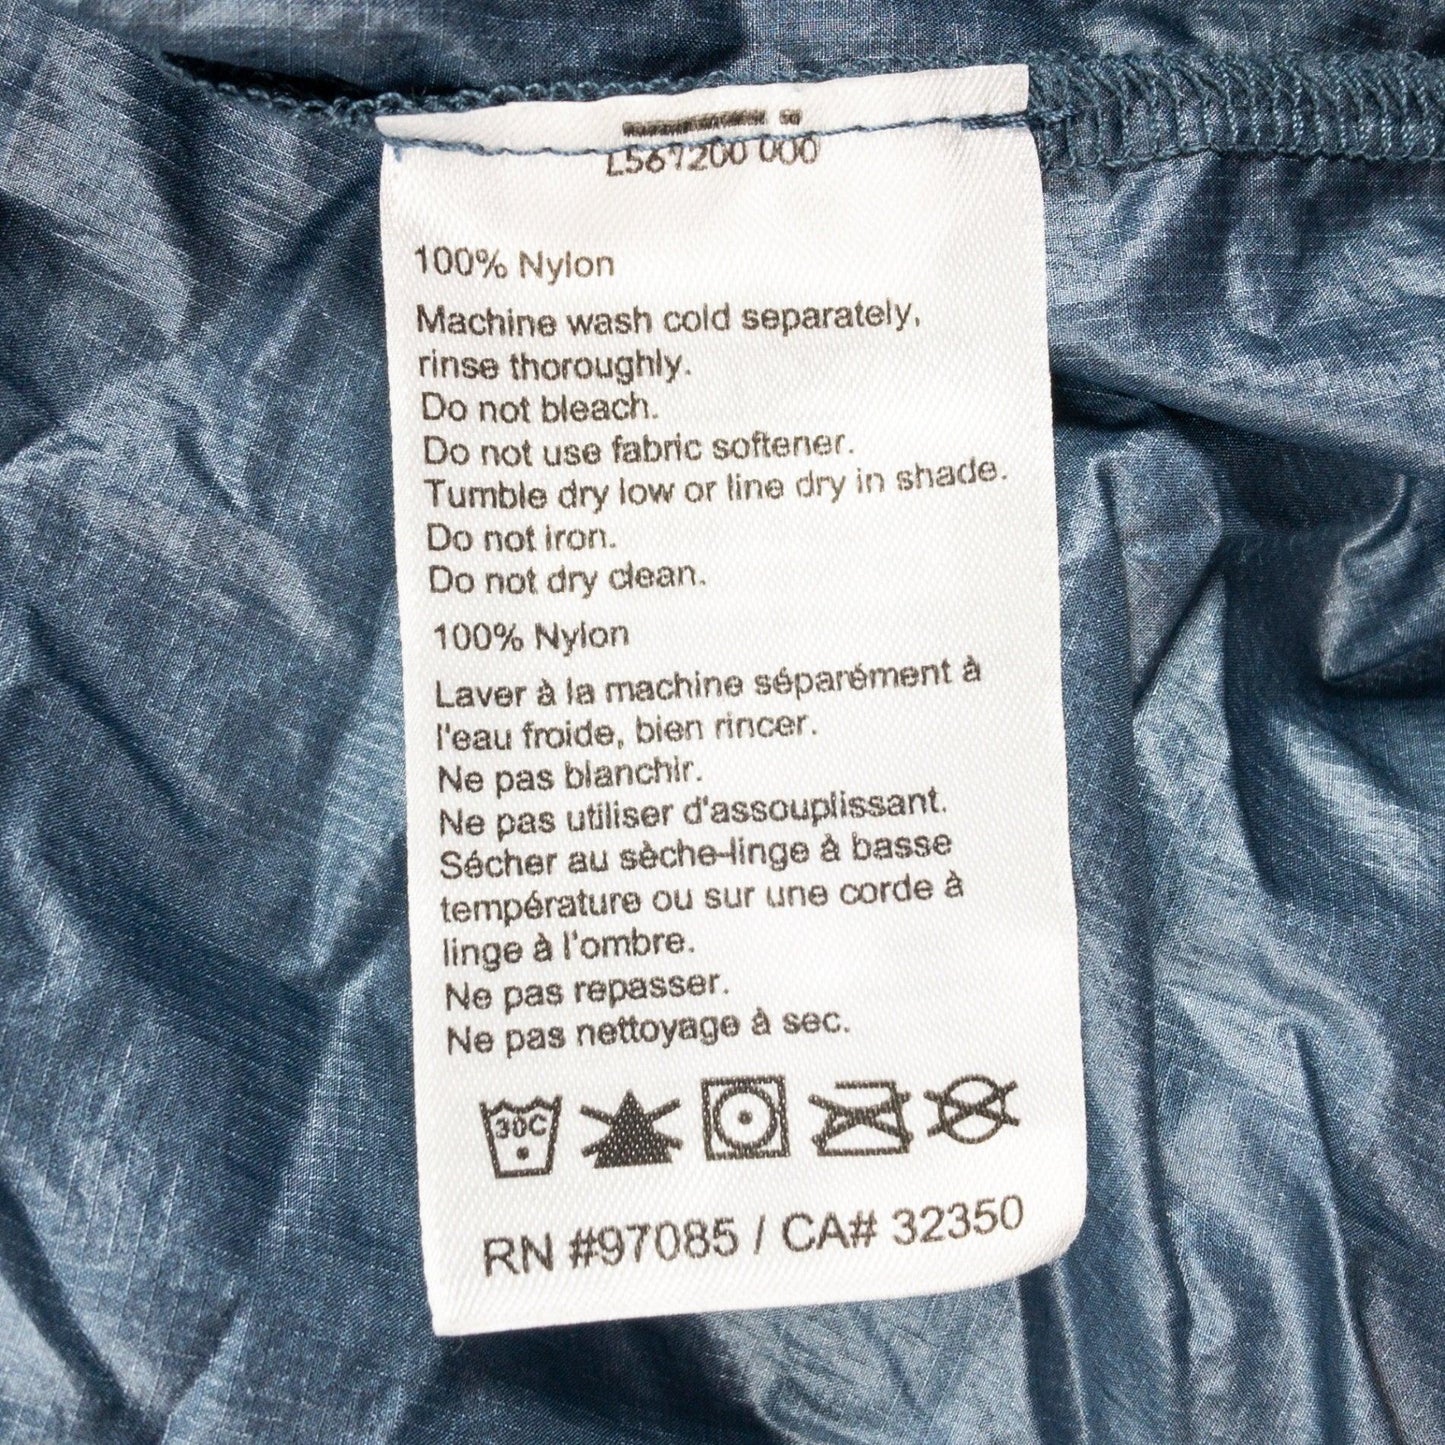 L567200 000
100% Nylon
Machine wash cold separately,
rinse thoroughly.
Do not bleach.
Do not use fabric softener.
Tumble dry low or line dry in shade.
Do not iron.
Do not dry clean.
100% Nylon
Laver à la machine séparément à
l'eau froide, bien rincer.
Ne pas blanchir.
Ne pas utiliser d'assouplissant.
Sécher au sèche-linge à basse
température ou sur une corde à
linge à l'ombre.
Ne pas repasser.
Ne pas nettoyage à sec.
30C
RN #97085 / CA# 32350